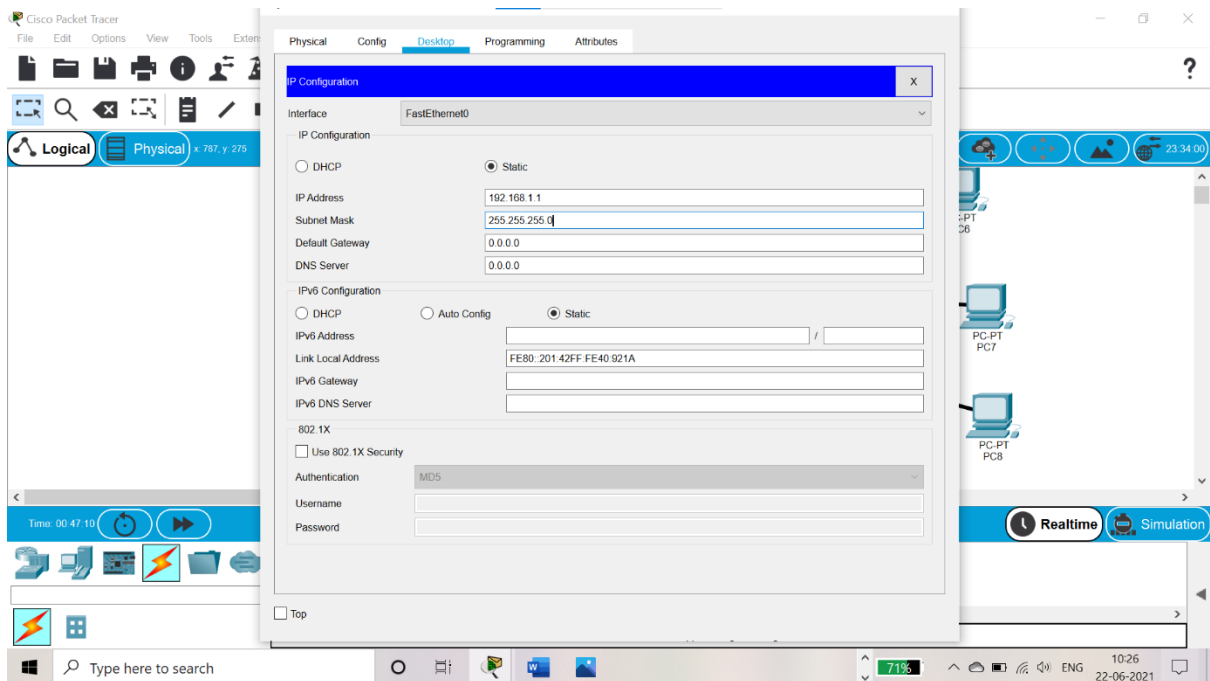 Cisco Packet Tracer
File Edit Options View Tools Exten
Physical Config Desktop Programming Attributes
?
IP Configuration X
Interface FastEthernet0
IP Configuration
Logical Physical x: 787, y: 275 23:34:00
DHCP Static
IP Address 192.168.1.1
Subnet Mask 255.255.255.0
Default Gateway 0.0.0.0
DNS Server 0.0.0.0
IPv6 Configuration
DHCP Auto Config Static
IPv6 Address /
Link Local Address FE80::201:42FF:FE40:921A
IPv6 Gateway
IPv6 DNS Server
802.1X
Use 802.1X Security
Authentication MD5
Username
Password
Top
PC-PT
PC7
PC-PT
PC8
Time: 00:47:10 Realtime Simulation
Type here to search 71% ENG 10:26
22-06-2021